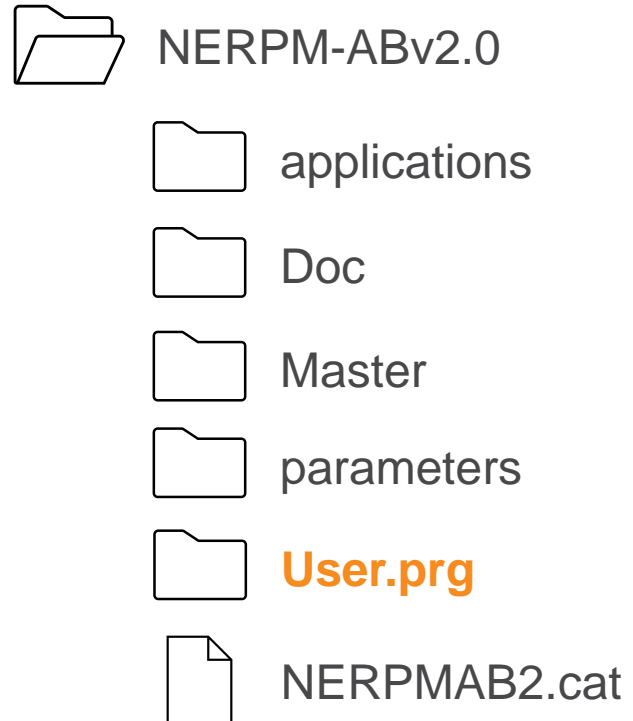 NERPM-ABv2.0
applications
Doc
Master
parameters
User.prg
NERPMAB2.cat